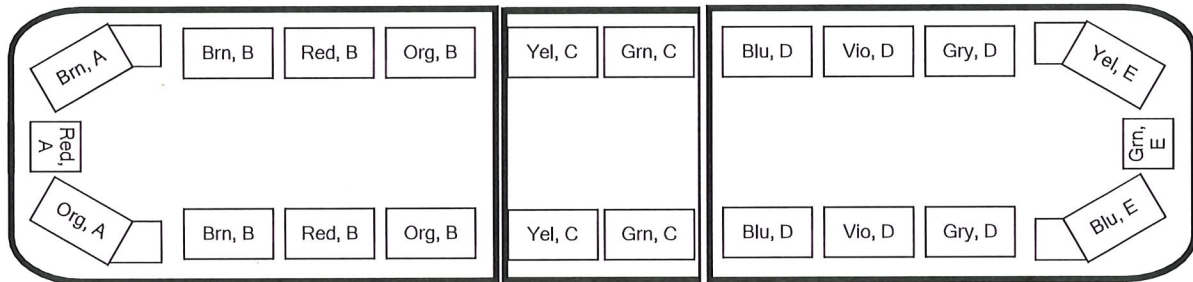 Brn, A
Brn, B
Red, B
Org, B
Yel, C
Grn, C
Blu, D
Vio, D
Gry, D
Yel, E
Red,
A
Grn,
E
Org, A
Brn, B
Red, B
Org, B
Yel, C
Grn, C
Blu, D
Vio, D
Gry, D
Blu, E